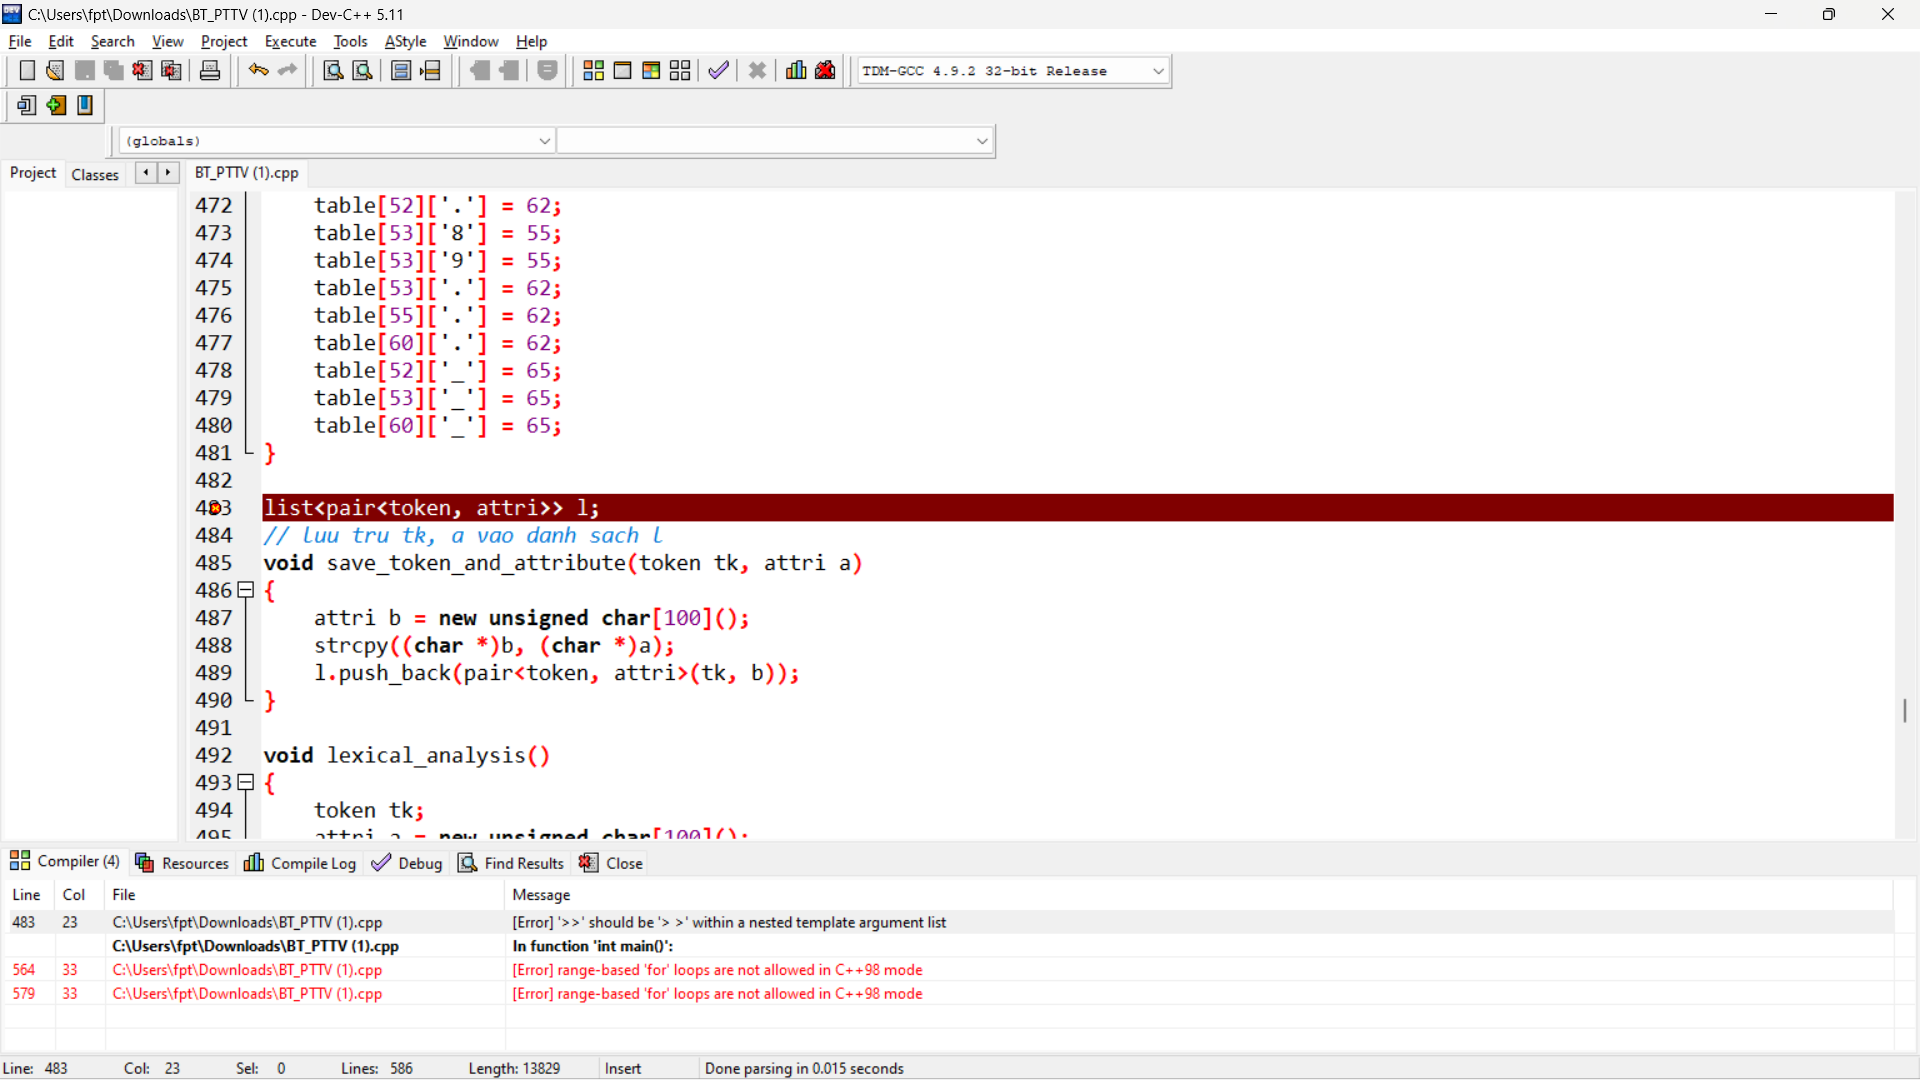 C:\Users\fpt\Downloads\BT_PTTV (1).cpp - Dev-C++ 5.11
File Edit Search View Project Execute Tools AStyle Window Help
TDM-GCC 4.9.2 32-bit Release
(globals)
Project Classes BT_PTTV (1).cpp
472 table[52]['.'] = 62;
473 table[53]['8'] = 55;
474 table[53]['9'] = 55;
475 table[53]['.'] = 62;
476 table[55]['.'] = 62;
477 table[60]['.'] = 62;
478 table[52]['_'] = 65;
479 table[53]['_'] = 65;
480 table[60]['_'] = 65;
481 }
482
483 list<pair<token, attri>> l;
484 // luu tru tk, a vao danh sach l
485 void save_token_and_attribute(token tk, attri a)
486 {
487 attri b = new unsigned char[100]();
488 strcpy((char *)b, (char *)a);
489 l.push_back(pair<token, attri>(tk, b));
490 }
491
492 void lexical_analysis()
493 {
494 token tk;
495 attri a = new unsigned char[100]();
Compiler (4) Resources Compile Log Debug Find Results Close
Line Col File Message
483 23 C:\Users\fpt\Downloads\BT_PTTV (1).cpp [Error] '>>' should be '> >' within a nested template argument list
C:\Users\fpt\Downloads\BT_PTTV (1).cpp In function 'int main()':
564 33 C:\Users\fpt\Downloads\BT_PTTV (1).cpp [Error] range-based 'for' loops are not allowed in C++98 mode
579 33 C:\Users\fpt\Downloads\BT_PTTV (1).cpp [Error] range-based 'for' loops are not allowed in C++98 mode
Line: 483 Col: 23 Sel: 0 Lines: 586 Length: 13829 Insert Done parsing in 0.015 seconds